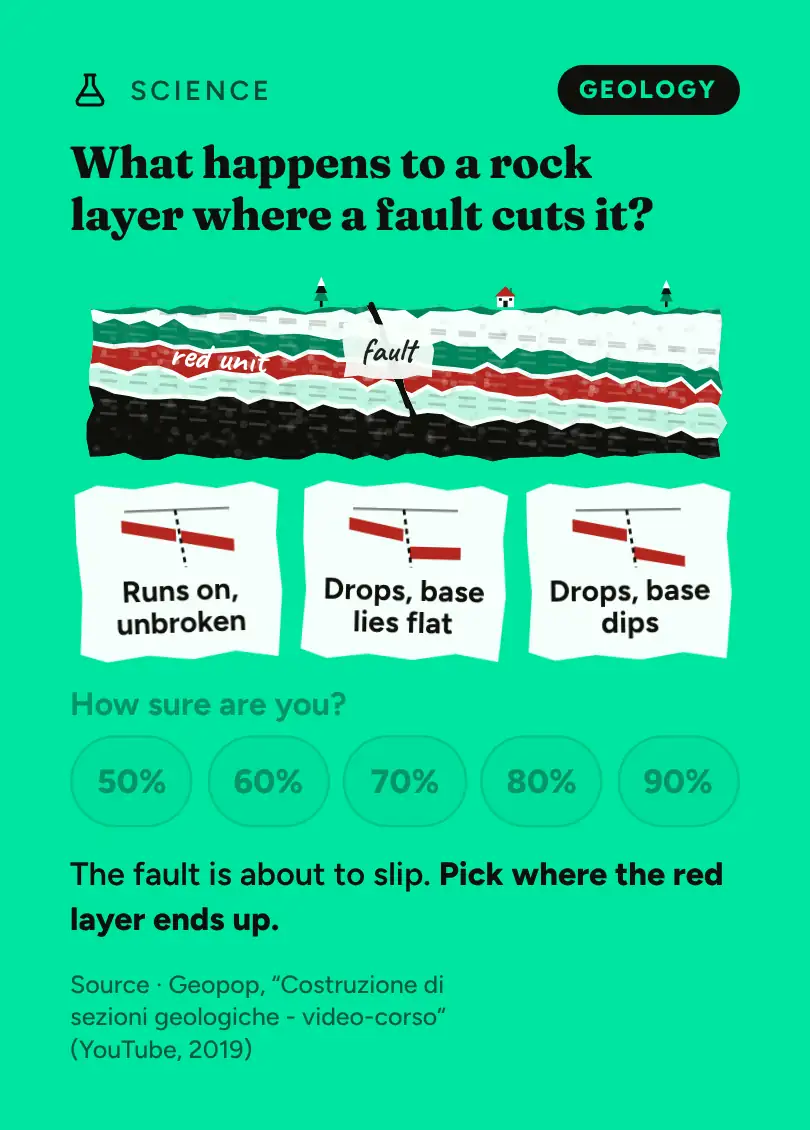 SCIENCE
GEOLOGY
What happens to a rock
layer where a fault cuts it?
red unit
fault
Runs on,
unbroken
Drops, base
lies flat
Drops, base
dips
How sure are you?
50%
60%
70%
80%
90%
The fault is about to slip. Pick where the red
layer ends up.
Source · Geopop, “Costruzione di
sezioni geologiche - video-corso”
(YouTube, 2019)